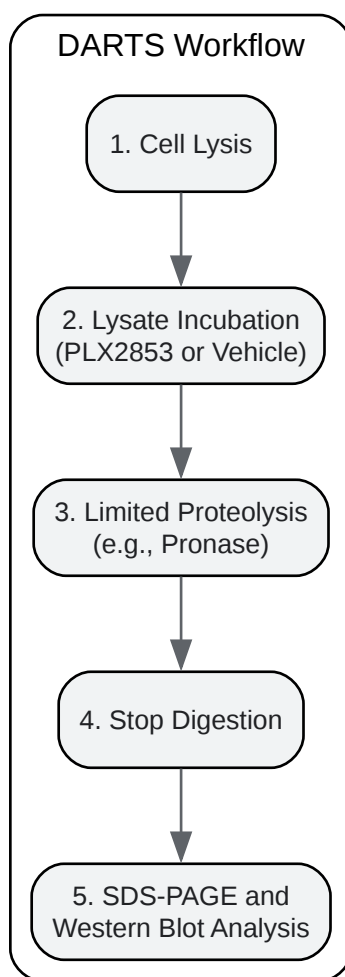 DARTS Workflow
1. Cell Lysis
2. Lysate Incubation
(PLX2853 or Vehicle)
3. Limited Proteolysis
(e.g., Pronase)
4. Stop Digestion
5. SDS-PAGE and
Western Blot Analysis